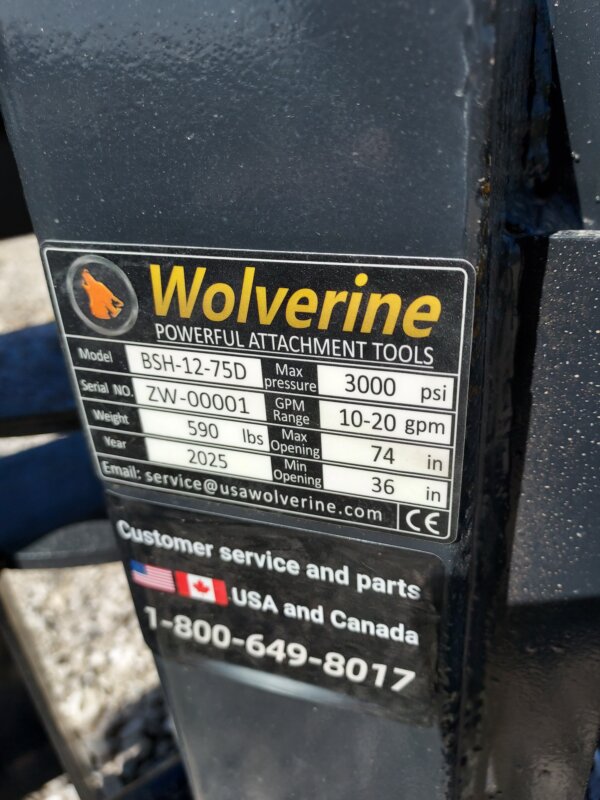 Wolverine
POWERFUL ATTACHMENT TOOLS
Model BSH-12-75D Max pressure 3000 psi
Serial NO. ZW-00001 GPM Range 10-20 gpm
Weight 590 lbs Max Opening 74 in
Year 2025 Min Opening 36 in
Email: service@usawolverine.com CE
Customer service and parts
USA and Canada
1-800-649-8017